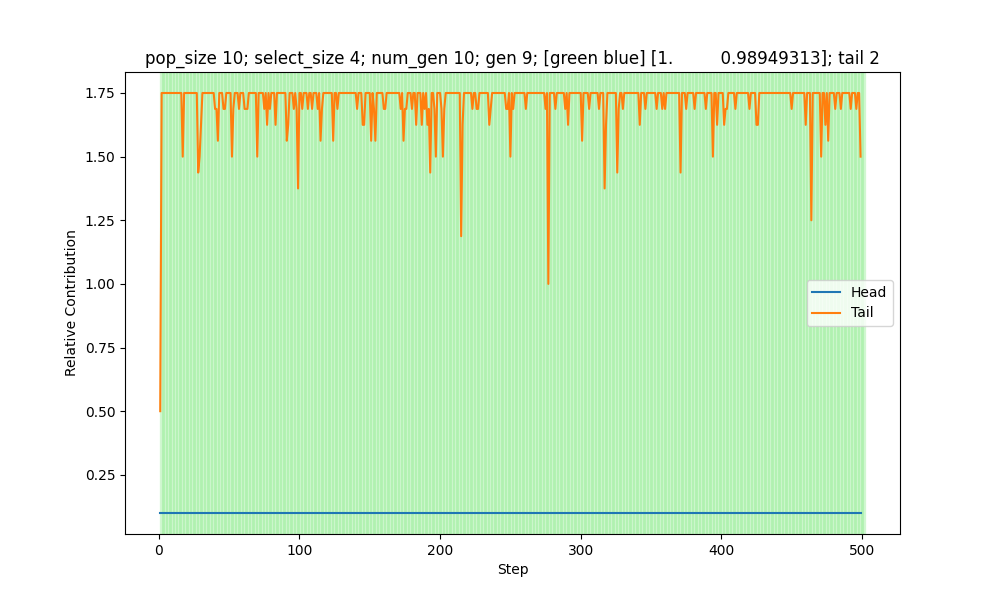 pop_size 10; select_size 4; num_gen 10; gen 9; [green blue] [1.         0.98949313]; tail 2
1.75
1.50
1.25
1.00
0.75
0.50
0.25
Relative Contribution
Head
Tail
0 100 200 300 400 500
Step